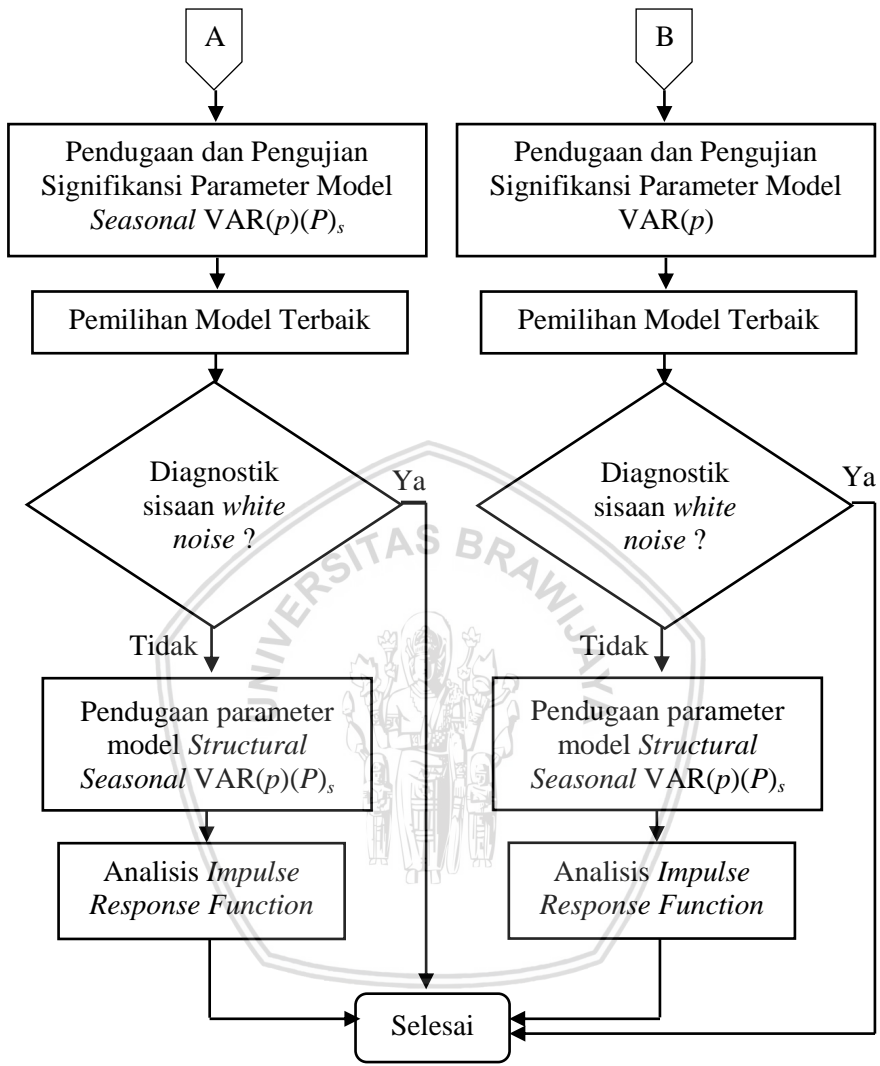 A
Pendugaan dan Pengujian
Signifikansi Parameter Model
Seasonal VAR(p)(P)s
Pemilihan Model Terbaik
Diagnostik
sisaan white
noise ?
Ya
Tidak
Pendugaan parameter
model Structural
Seasonal VAR(p)(P)s
Analisis Impulse
Response Function
B
Pendugaan dan Pengujian
Signifikansi Parameter Model
VAR(p)
Pemilihan Model Terbaik
Diagnostik
sisaan white
noise ?
Ya
Tidak
Pendugaan parameter
model Structural
Seasonal VAR(p)(P)s
Analisis Impulse
Response Function
Selesai
UNIVERSITAS BRAWIJAYA